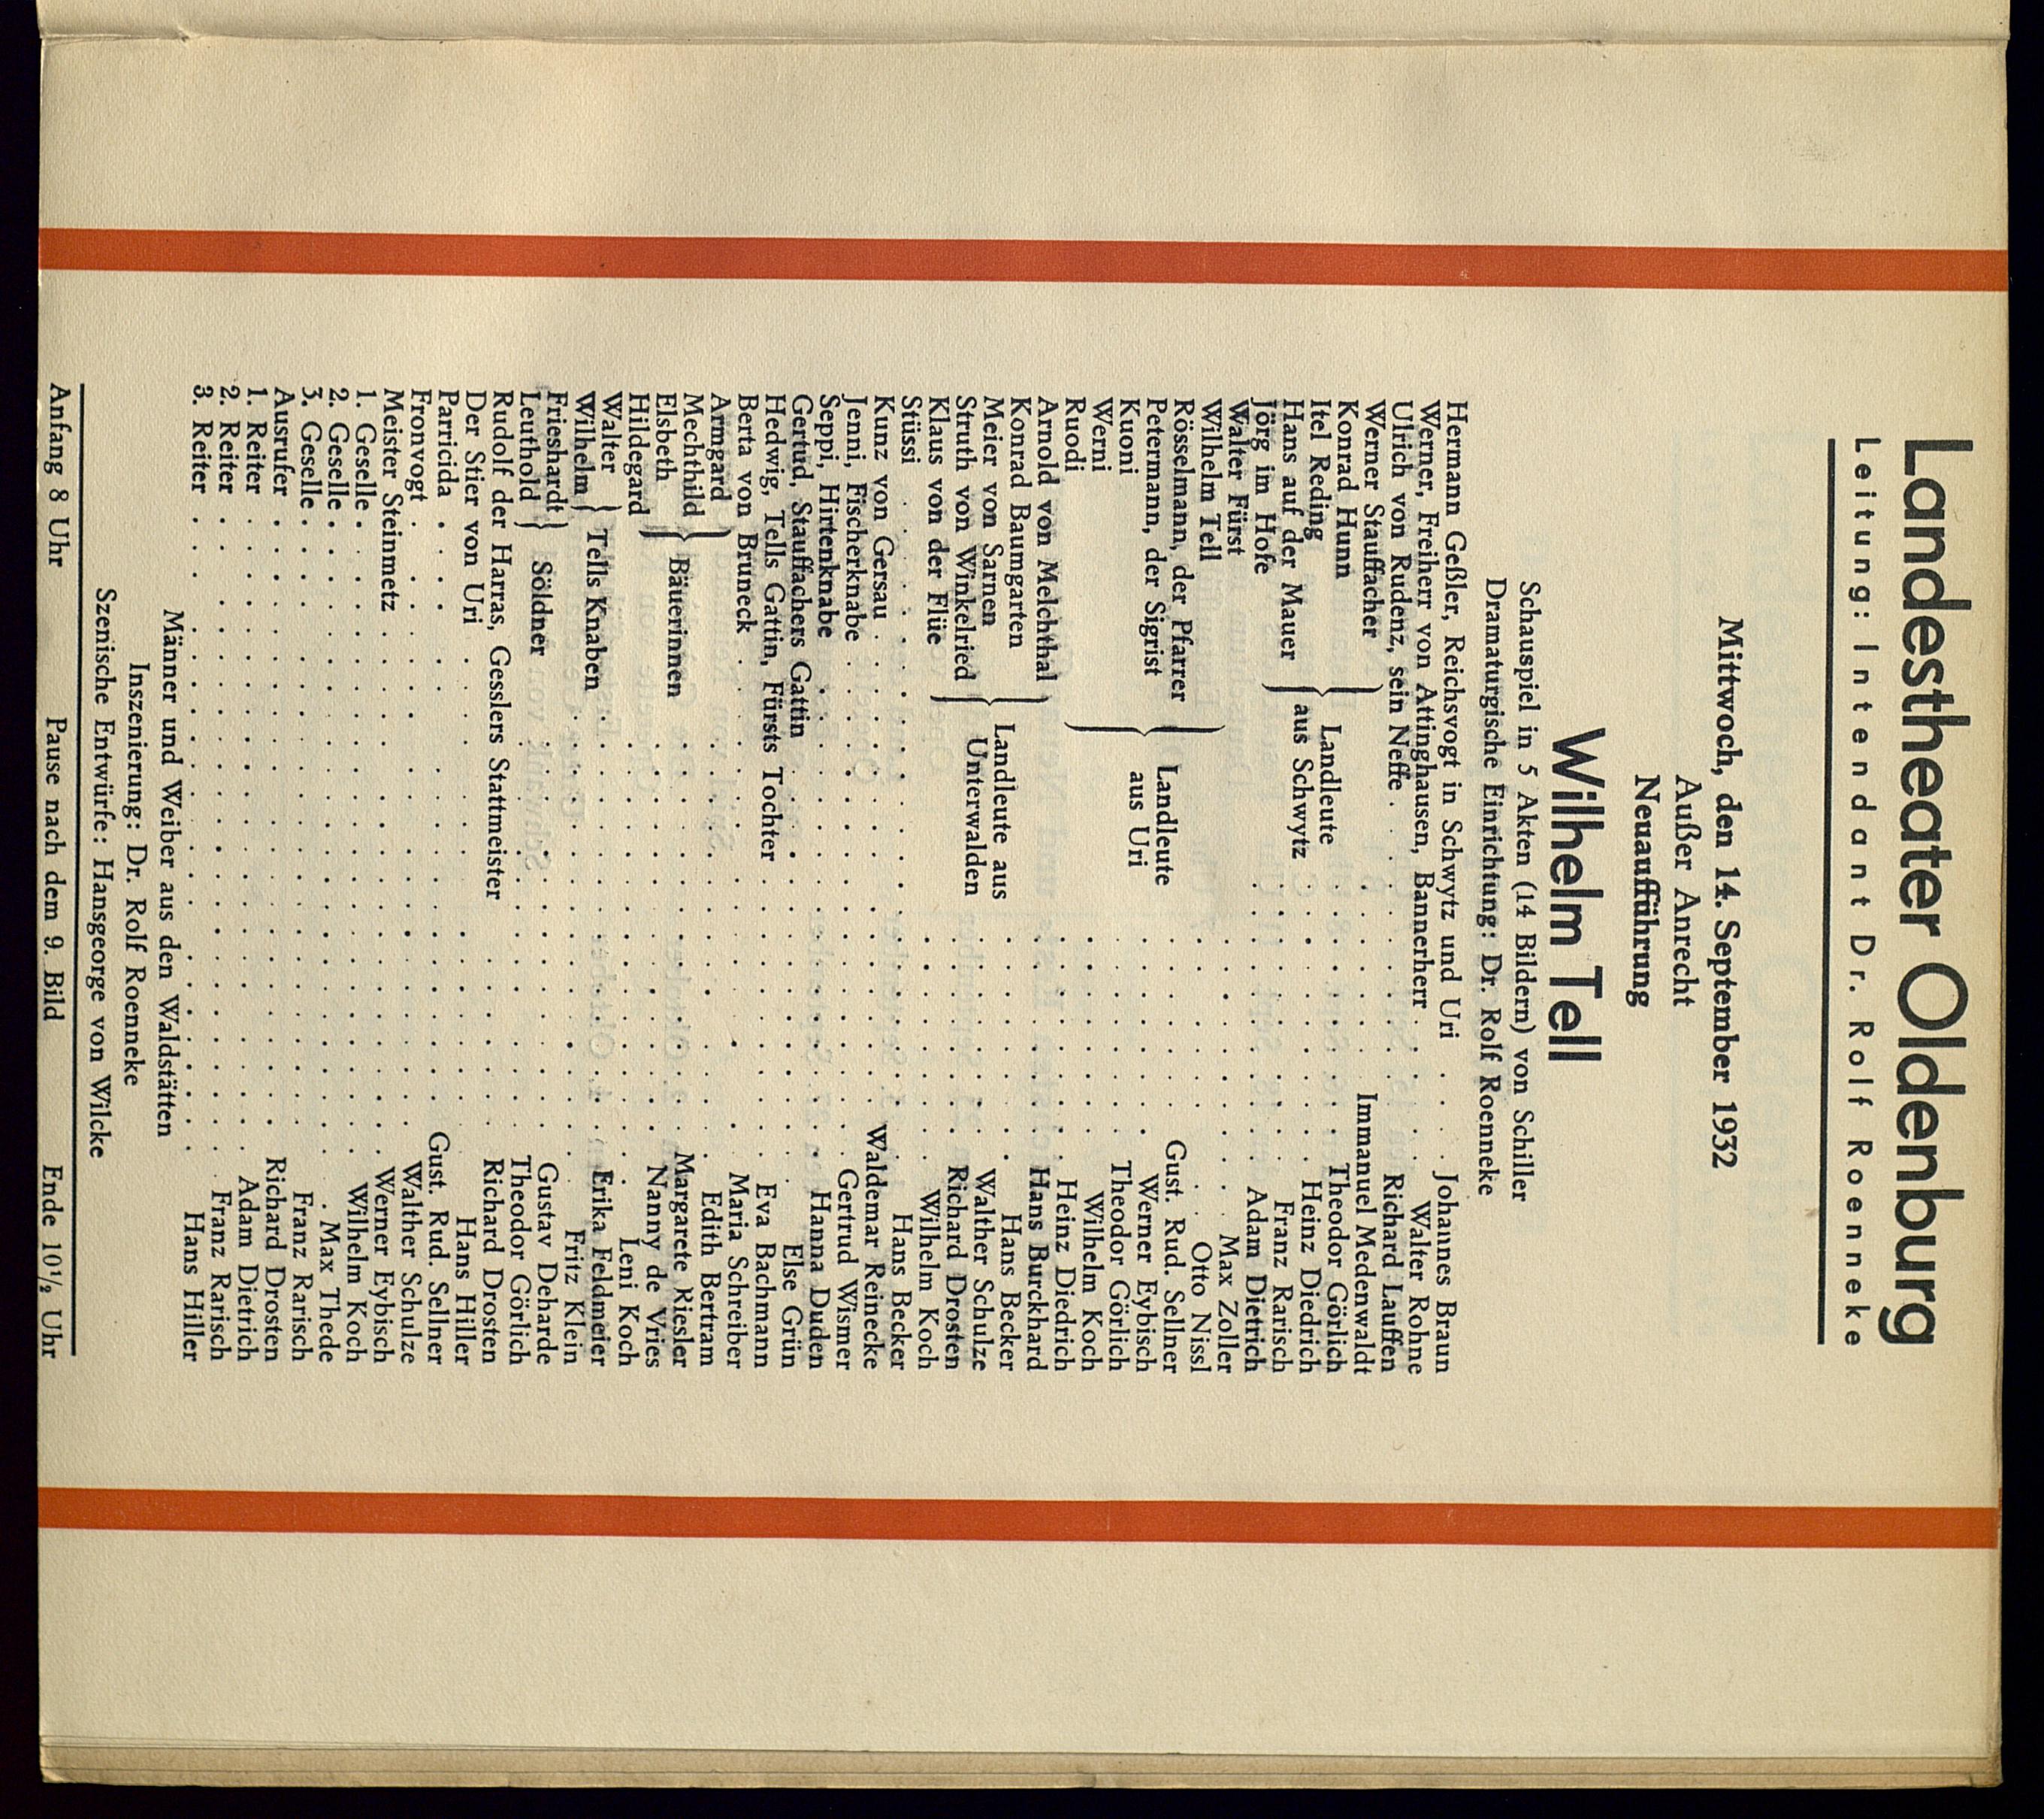 Landestheater Oldenburg
Leitung: Intendant Dr. Rolf Roenneke
Mittwoch, den 14. September 1932
Außer Anrecht
Neuaufführung
Wilhelm Tell
Schauspiel in 5 Akten (14 Bildern) von Schiller
Dramaturgische Einrichtung: Dr. Rolf Roenneke
Hermann Geßler, Reichsvogt in Schwytz und Uri . . . . Johannes Braun
Werner, Freiherr von Attinghausen, Bannerherr . . . . . Walter Rohne
Ulrich von Rudenz, sein Neffe . . . . . Richard Lauffen
Werner Stauffacher . . . . . Immanuel Medenwaldt
Konrad Hunn } Landleute . . . . . Theodor Görlich
Itel Reding } aus Schwytz . . . . . Heinz Diedrich
Hans auf der Mauer . . . . . Franz Rarisch
Jörg im Hofe . . . . . Adam Dietrich
Walter Fürst . . . . . Max Zoller
Wilhelm Tell . . . . . Otto Nissl
Rösselmann, der Pfarrer } Landleute . . . . . Gust. Rud. Sellner
Petermann, der Sigrist } aus Uri . . . . . Werner Eybisch
Kuoni . . . . . Theodor Görlich
Werni . . . . . Wilhelm Koch
Ruodi . . . . . Heinz Diedrich
Arnold von Melchthal . . . . . Hans Burckhard
Konrad Baumgarten } Landleute aus . . . . . Hans Becker
Meier von Sarnen } Unterwalden . . . . . Walther Schulze
Struth von Winkelried . . . . . Richard Drosten
Klaus von der Flüe . . . . . Wilhelm Koch
Stüssi . . . . . Hans Becker
Kunz von Gersau . . . . . Waldemar Reinecke
Jenni, Fischerknabe . . . . . Gertrud Wismer
Seppi, Hirtenknabe . . . . . Hanna Duden
Gertud, Stauffachers Gattin . . . . . Else Grün
Hedwig, Tells Gattin, Fürsts Tochter . . . . . Eva Bachmann
Berta von Bruneck . . . . . Maria Schreiber
Armgard . . . . . Edith Bertram
Mechthild } Bäuerinnen . . . . . Margarete Riesler
Elsbeth . . . . . Nanny de Vries
Hildegard . . . . . Leni Koch
Walter } Tells Knaben . . . . . Erika Feldmeier
Wilhelm } . . . . . Fritz Klein
Frieshardt } Söldner . . . . . Gustav Deharde
Leuthold } . . . . . Theodor Görlich
Rudolf der Harras, Gesslers Stattmeister . . . . . Richard Drosten
Der Stier von Uri . . . . . Hans Hiller
Parricida . . . . . Gust. Rud. Sellner
Fronvogt . . . . . Walther Schulze
Meister Steinmetz . . . . . Werner Eybisch
1. Geselle . . . . . Wilhelm Koch
2. Geselle . . . . . Max Thede
3. Geselle . . . . . Franz Rarisch
Ausrufer . . . . . Richard Drosten
1. Reiter . . . . . Adam Dietrich
2. Reiter . . . . . Franz Rarisch
3. Reiter . . . . . Hans Hiller
Männer und Weiber aus den Waldstätten
Inszenierung: Dr. Rolf Roenneke
Szenische Entwürfe: Hansgeorge von Wilcke
Anfang 8 Uhr Pause nach dem 9. Bild Ende 10½ Uhr